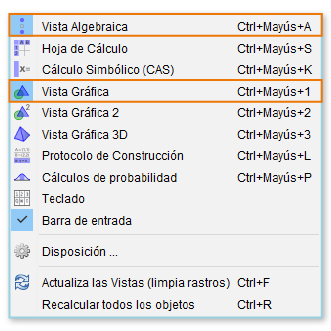 Vista Algebraica Ctrl+Mayús+A
Hoja de Cálculo Ctrl+Mayús+S
Cálculo Simbólico (CAS) Ctrl+Mayús+K
Vista Gráfica Ctrl+Mayús+1
Vista Gráfica 2 Ctrl+Mayús+2
Vista Gráfica 3D Ctrl+Mayús+3
Protocolo de Construcción Ctrl+Mayús+L
Cálculos de probabilidad Ctrl+Mayús+P
Teclado
Barra de entrada
Disposición ...
Actualiza las Vistas (limpia rastros) Ctrl+F
Recalcular todos los objetos Ctrl+R